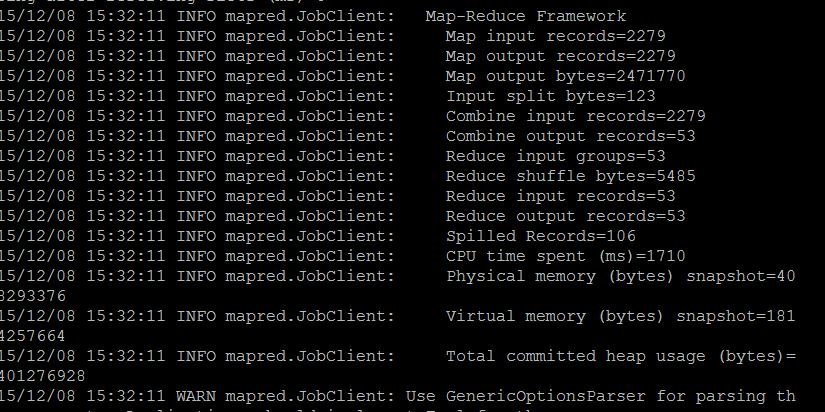 15/12/08 15:32:11 INFO mapred.JobClient:   Map-Reduce Framework
15/12/08 15:32:11 INFO mapred.JobClient:     Map input records=2279
15/12/08 15:32:11 INFO mapred.JobClient:     Map output records=2279
15/12/08 15:32:11 INFO mapred.JobClient:     Map output bytes=2471770
15/12/08 15:32:11 INFO mapred.JobClient:     Input split bytes=123
15/12/08 15:32:11 INFO mapred.JobClient:     Combine input records=2279
15/12/08 15:32:11 INFO mapred.JobClient:     Combine output records=53
15/12/08 15:32:11 INFO mapred.JobClient:     Reduce input groups=53
15/12/08 15:32:11 INFO mapred.JobClient:     Reduce shuffle bytes=5485
15/12/08 15:32:11 INFO mapred.JobClient:     Reduce input records=53
15/12/08 15:32:11 INFO mapred.JobClient:     Reduce output records=53
15/12/08 15:32:11 INFO mapred.JobClient:     Spilled Records=106
15/12/08 15:32:11 INFO mapred.JobClient:     CPU time spent (ms)=1710
15/12/08 15:32:11 INFO mapred.JobClient:     Physical memory (bytes) snapshot=40
8293376
15/12/08 15:32:11 INFO mapred.JobClient:     Virtual memory (bytes) snapshot=181
4257664
15/12/08 15:32:11 INFO mapred.JobClient:     Total committed heap usage (bytes)=
401276928
15/12/08 15:32:11 WARN mapred.JobClient: Use GenericOptionsParser for parsing th